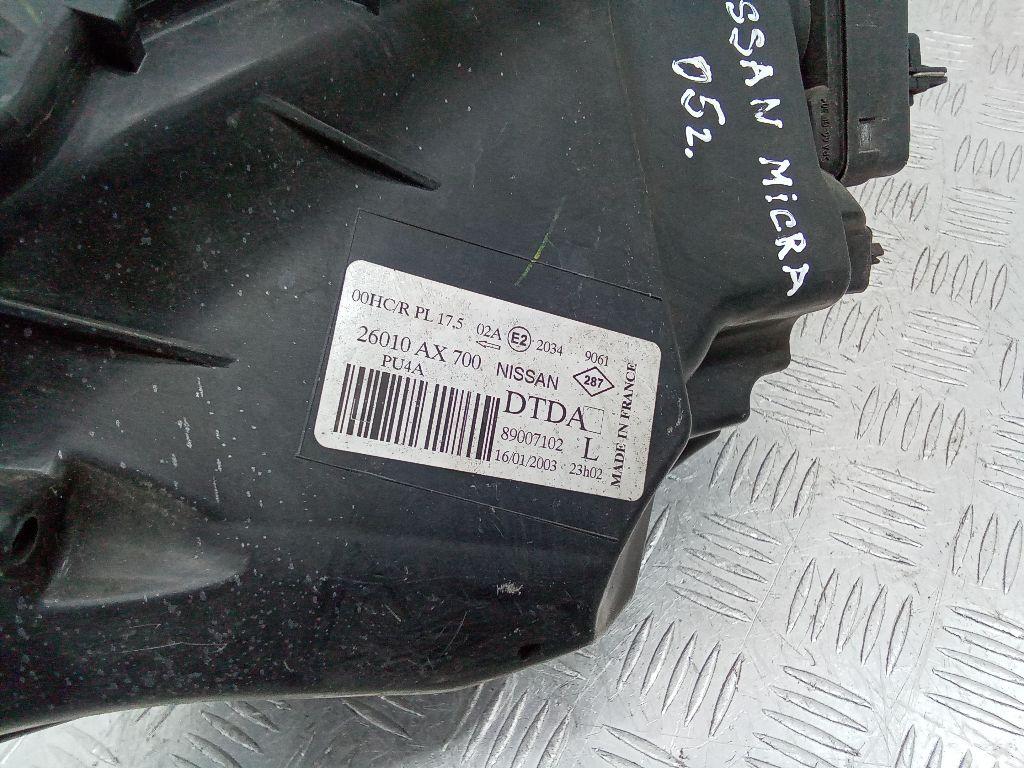 SSAN MiCRA
05z.
00HC/R PL 17,5 02A E2 2034 9061
26010 AX 700 NISSAN 287
PU4A
DTDA
89007102 L
16/01/2003 23h02
MADE IN FRANCE